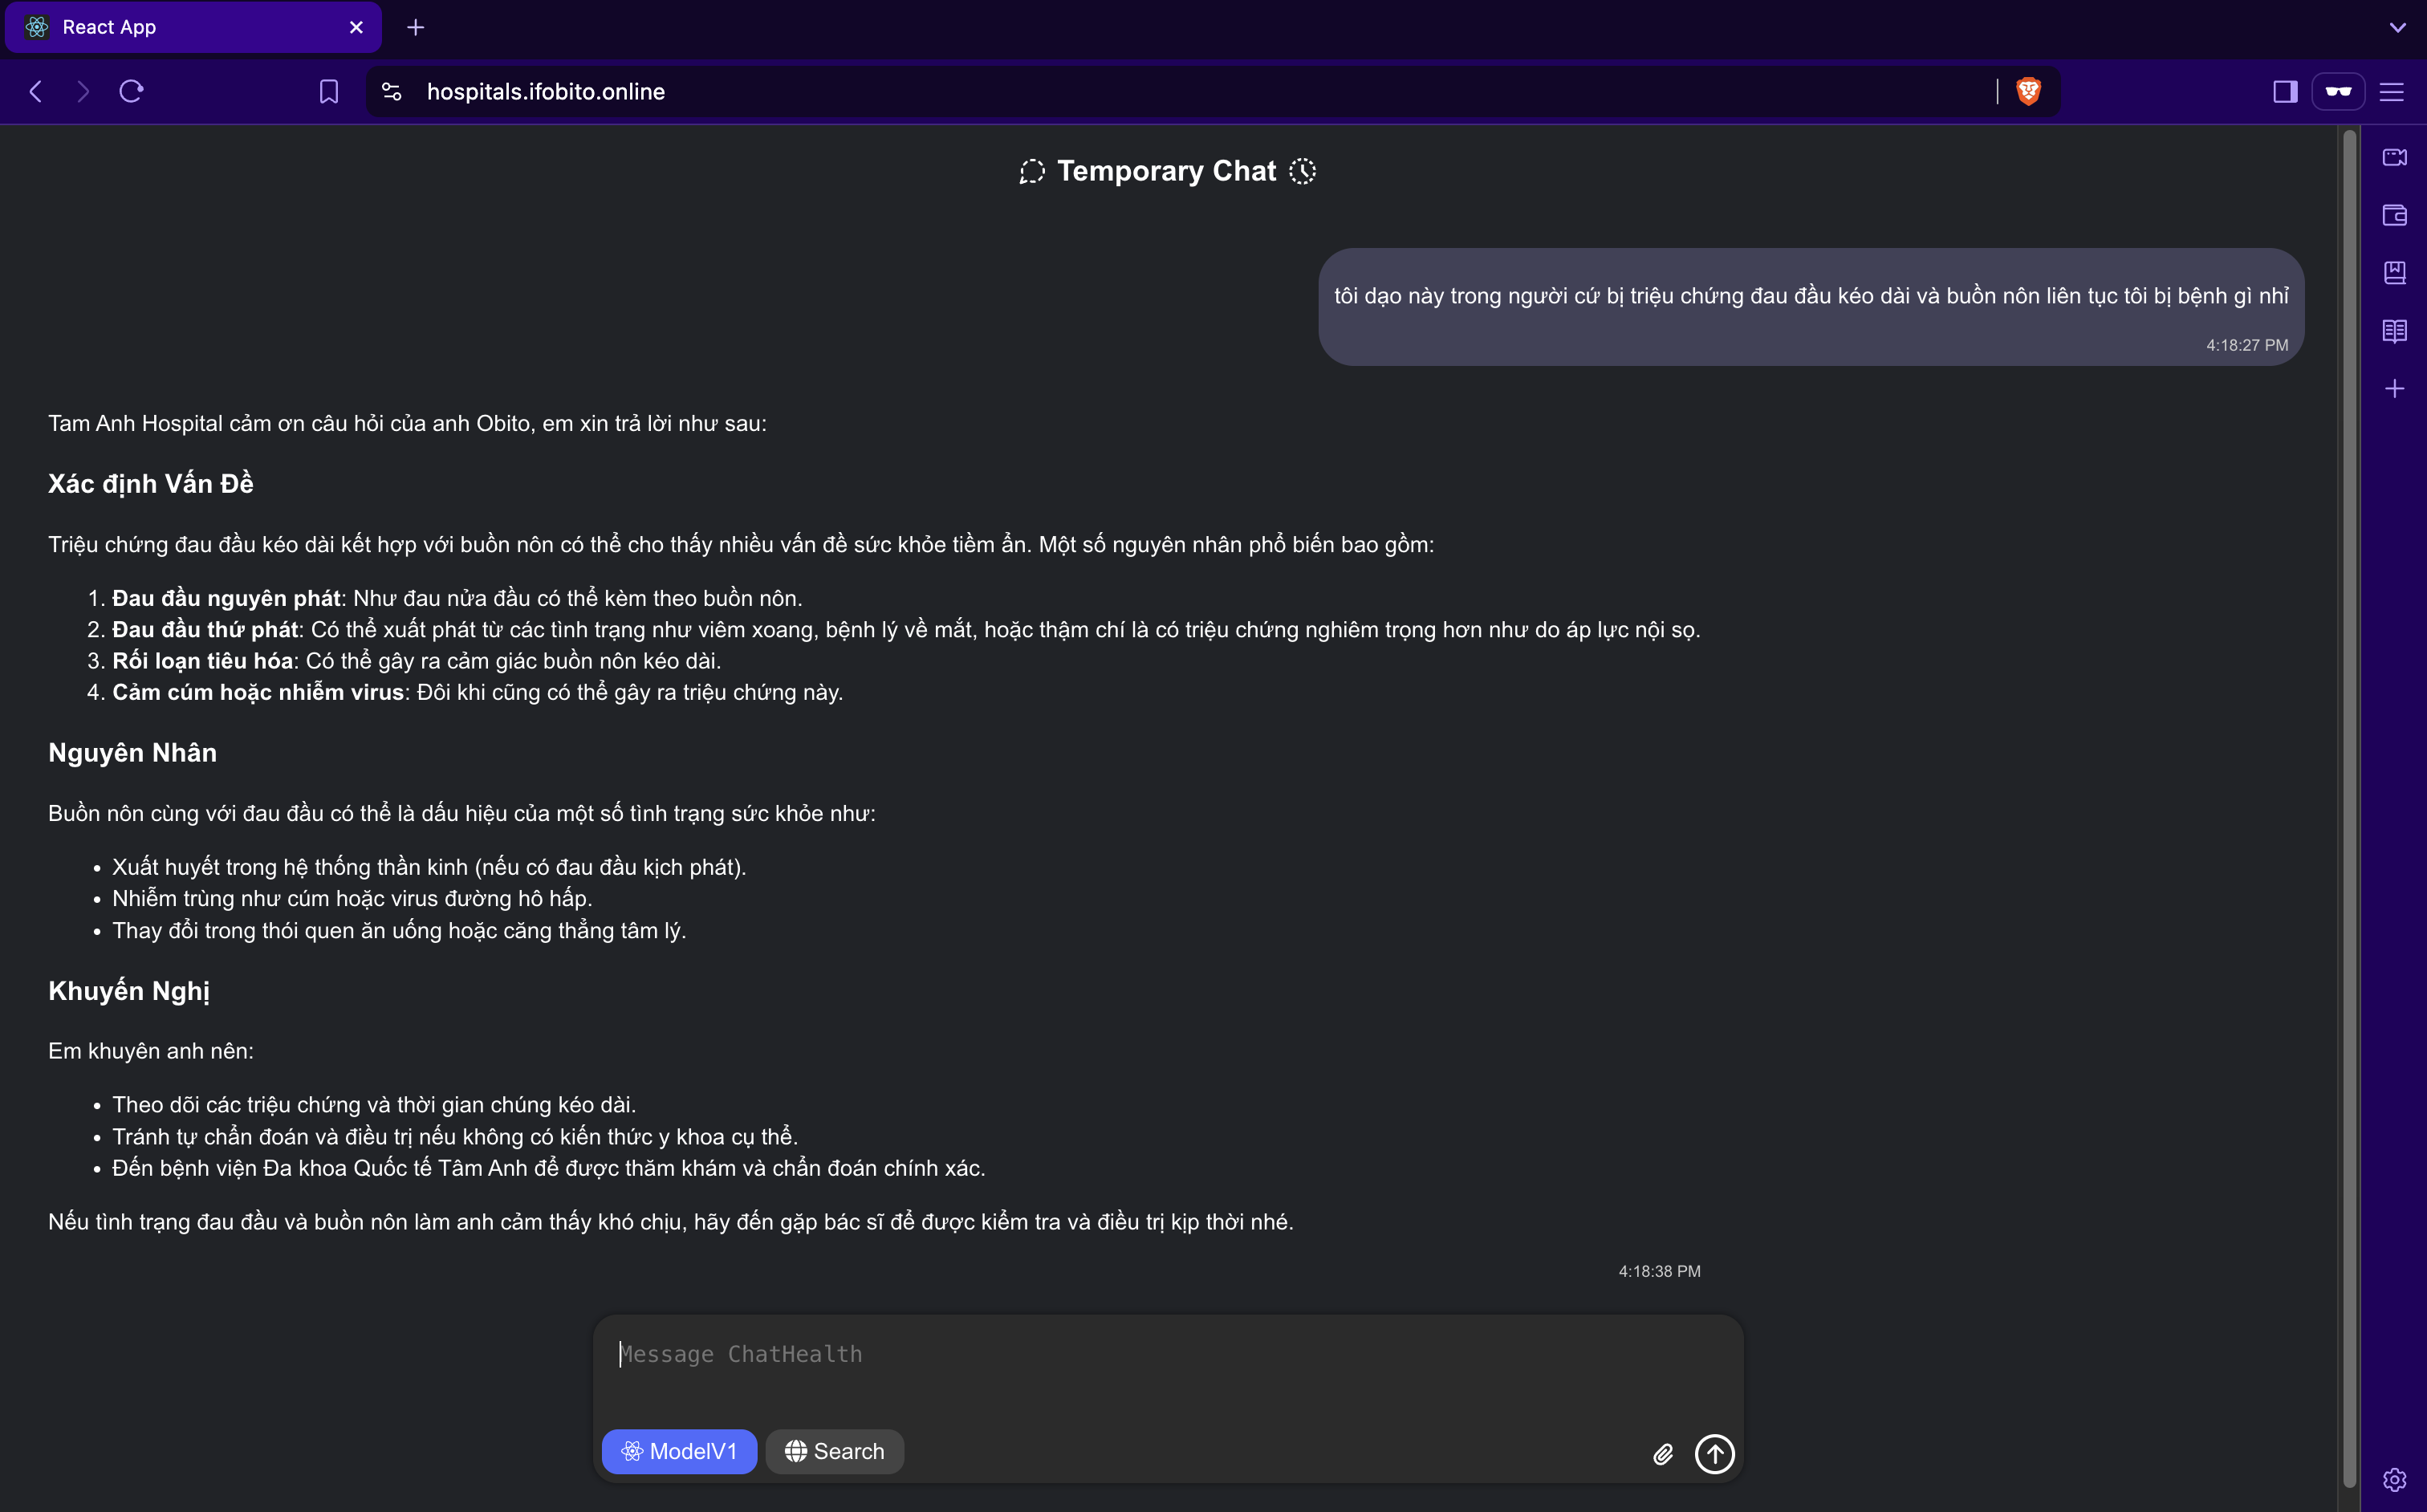 React App
hospitals.ifobito.online
Temporary Chat
tôi dạo này trong người cứ bị triệu chứng đau đầu kéo dài và buồn nôn liên tục tôi bị bệnh gì nhỉ
4:18:27 PM
Tam Anh Hospital cảm ơn câu hỏi của anh Obito, em xin trả lời như sau:
Xác định Vấn Đề
Triệu chứng đau đầu kéo dài kết hợp với buồn nôn có thể cho thấy nhiều vấn đề sức khỏe tiềm ẩn. Một số nguyên nhân phổ biến bao gồm:
1. Đau đầu nguyên phát: Như đau nửa đầu có thể kèm theo buồn nôn.
2. Đau đầu thứ phát: Có thể xuất phát từ các tình trạng như viêm xoang, bệnh lý về mắt, hoặc thậm chí là có triệu chứng nghiêm trọng hơn như do áp lực nội sọ.
3. Rối loạn tiêu hóa: Có thể gây ra cảm giác buồn nôn kéo dài.
4. Cảm cúm hoặc nhiễm virus: Đôi khi cũng có thể gây ra triệu chứng này.
Nguyên Nhân
Buồn nôn cùng với đau đầu có thể là dấu hiệu của một số tình trạng sức khỏe như:
• Xuất huyết trong hệ thống thần kinh (nếu có đau đầu kịch phát).
• Nhiễm trùng như cúm hoặc virus đường hô hấp.
• Thay đổi trong thói quen ăn uống hoặc căng thẳng tâm lý.
Khuyến Nghị
Em khuyên anh nên:
• Theo dõi các triệu chứng và thời gian chúng kéo dài.
• Tránh tự chẩn đoán và điều trị nếu không có kiến thức y khoa cụ thể.
• Đến bệnh viện Đa khoa Quốc tế Tâm Anh để được thăm khám và chẩn đoán chính xác.
Nếu tình trạng đau đầu và buồn nôn làm anh cảm thấy khó chịu, hãy đến gặp bác sĩ để được kiểm tra và điều trị kịp thời nhé.
4:18:38 PM
Message ChatHealth
ModelV1 Search